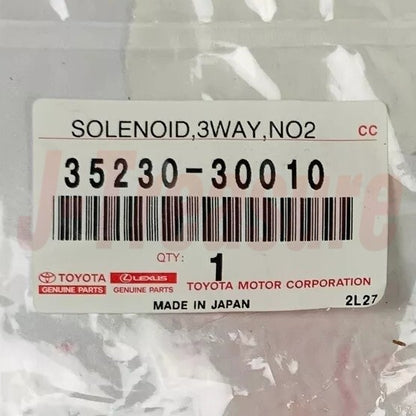 SOLENOID,3WAY,NO2 CC
35230-30010
QTY: 1
TOYOTA LEXUS
GENUINE PARTS GENUINE PARTS TOYOTA MOTOR CORPORATION
MADE IN JAPAN 2L27
J-Treasure